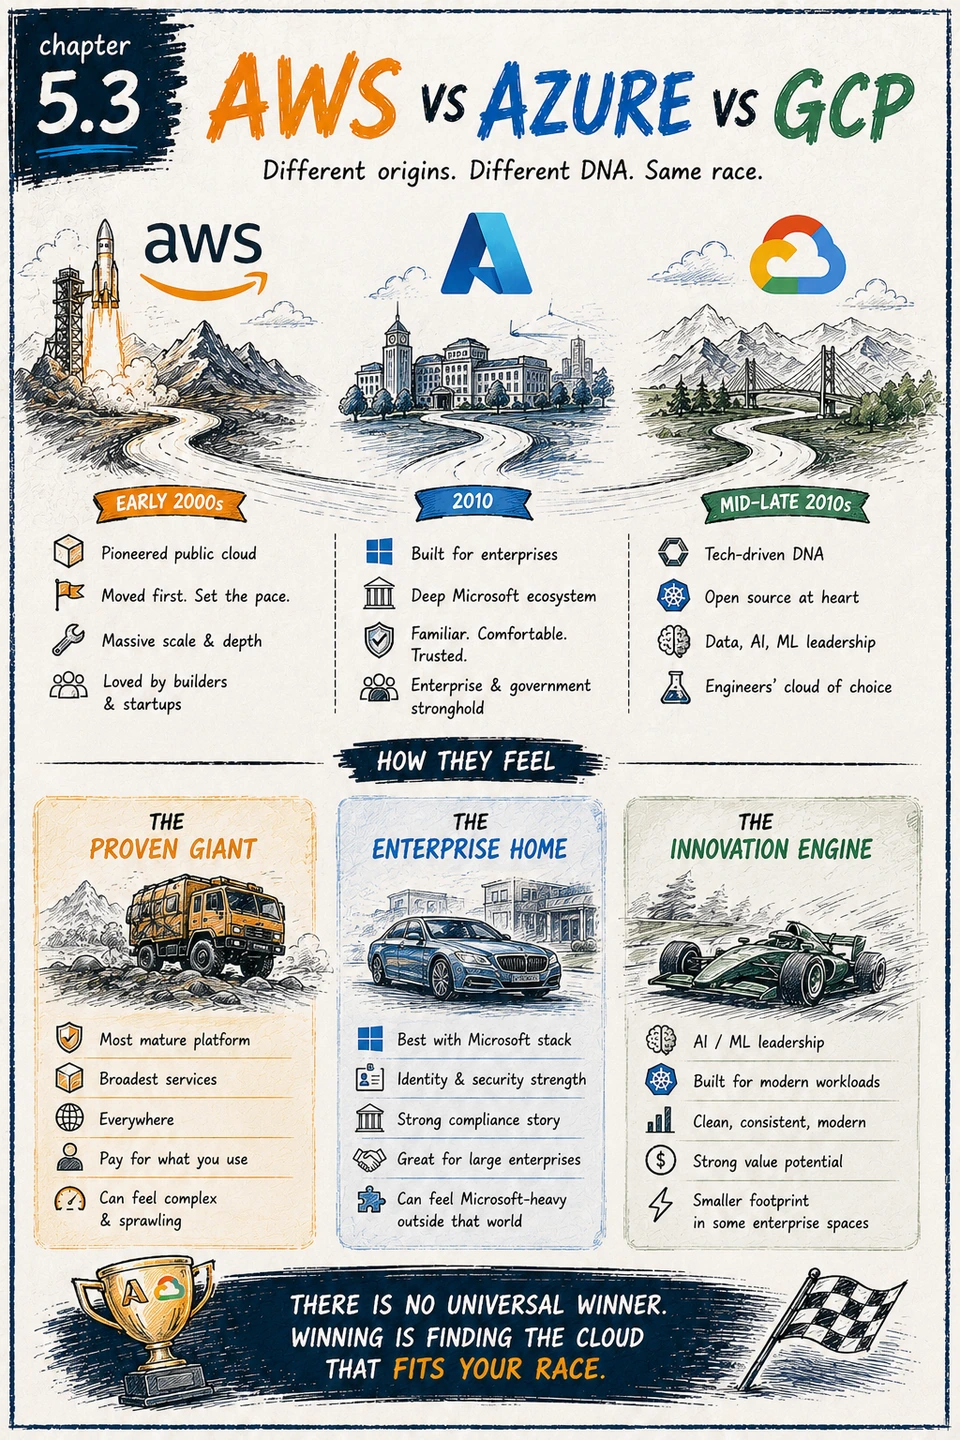 chapter
5.3
AWS VS AZURE VS GCP
Different origins. Different DNA. Same race.
aws
EARLY 2000s
Pioneered public cloud
Moved first. Set the pace.
Massive scale & depth
Loved by builders
& startups
2010
Built for enterprises
Deep Microsoft ecosystem
Familiar. Comfortable.
Trusted.
Enterprise & government
stronghold
MID-LATE 2010s
Tech-driven DNA
Open source at heart
Data, AI, ML leadership
Engineers' cloud of choice
HOW THEY FEEL
THE
PROVEN GIANT
Most mature platform
Broadest services
Everywhere
Pay for what you use
Can feel complex
& sprawling
THE
ENTERPRISE HOME
Best with Microsoft stack
Identity & security strength
Strong compliance story
Great for large enterprises
Can feel Microsoft-heavy
outside that world
THE
INNOVATION ENGINE
AI / ML leadership
Built for modern workloads
Clean, consistent, modern
$
Strong value potential
Smaller footprint
in some enterprise spaces
THERE IS NO UNIVERSAL WINNER.
WINNING IS FINDING THE CLOUD
THAT FITS YOUR RACE.